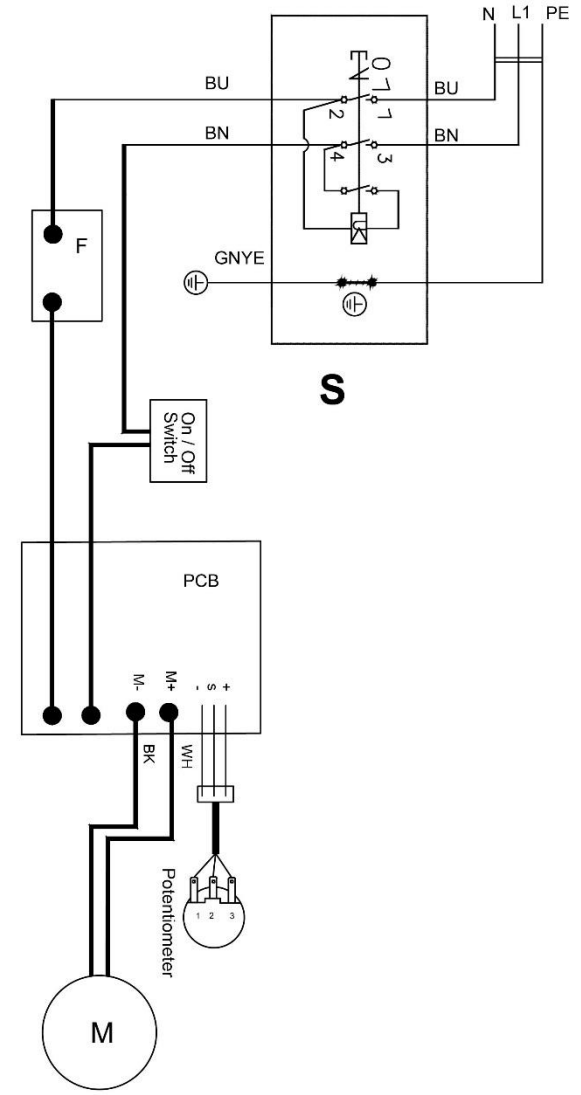 N L1 PE
0
1
BU
BU
2 1
BN
BN
4 3
U<
F
GNYE
S
On / Off
Switch
PCB
M- M+ - s +
BK WH
Potentiometer
1 2 3
M